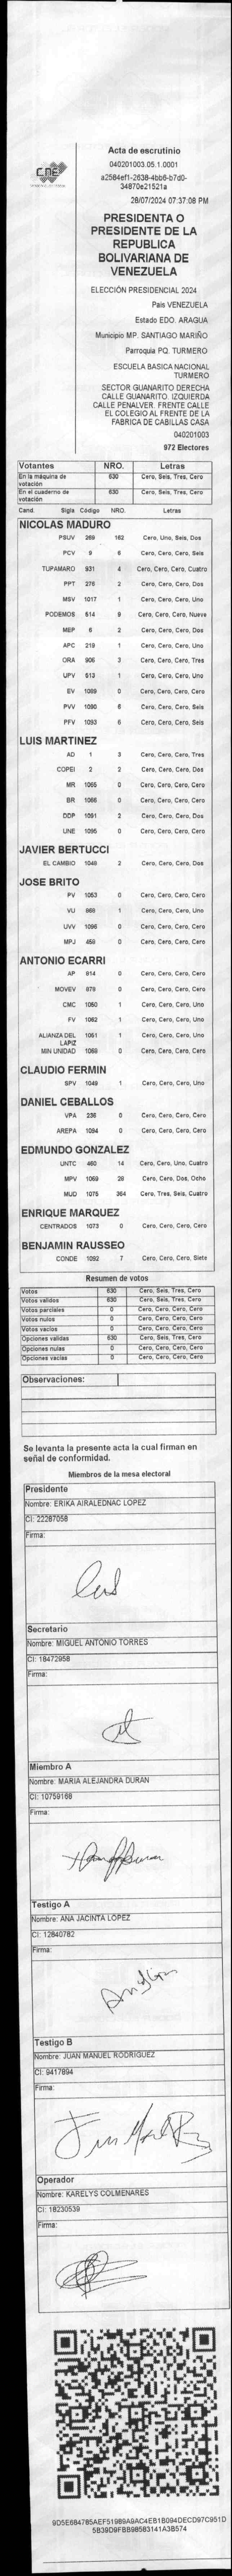 CNE
Acta de escrutinio
040201003.05.1.0001
a2564ef1-2638-4bb6-b7d0-
34870e21521a
28/07/2024 07:37:08 PM
PRESIDENTA O
PRESIDENTE DE LA
REPUBLICA
BOLIVARIANA DE
VENEZUELA
ELECCIÓN PRESIDENCIAL 2024
País VENEZUELA
Estado EDO. ARAGUA
Municipio MP. SANTIAGO MARIÑO
Parroquia PQ. TURMERO
ESCUELA BASICA NACIONAL
TURMERO
SECTOR GUANARITO DERECHA
CALLE GUANARITO. IZQUIERDA
CALLE PEÑALVER. FRENTE CALLE
EL COLEGIO AL FRENTE DE LA
FABRICA DE CABILLAS CASA
040201003
972 Electores
Votantes NRO. Letras
En la máquina de votación 630 Cero, Seis, Tres, Cero
En el cuaderno de votación 630 Cero, Seis, Tres, Cero
Cand. Sigla Código NRO. Letras
NICOLAS MADURO
PSUV 269 162 Cero, Uno, Seis, Dos
PCV 9 6 Cero, Cero, Cero, Seis
TUPAMARO 931 4 Cero, Cero, Cero, Cuatro
PPT 276 2 Cero, Cero, Cero, Dos
MSV 1017 1 Cero, Cero, Cero, Uno
PODEMOS 514 9 Cero, Cero, Cero, Nueve
MEP 6 2 Cero, Cero, Cero, Dos
APC 219 1 Cero, Cero, Cero, Uno
ORA 906 3 Cero, Cero, Cero, Tres
UPV 513 1 Cero, Cero, Cero, Uno
EV 1089 0 Cero, Cero, Cero, Cero
PVV 1090 6 Cero, Cero, Cero, Seis
PFV 1093 6 Cero, Cero, Cero, Seis
LUIS MARTINEZ
AD 1 3 Cero, Cero, Cero, Tres
COPEI 2 2 Cero, Cero, Cero, Dos
MR 1065 0 Cero, Cero, Cero, Cero
BR 1066 0 Cero, Cero, Cero, Cero
DDP 1091 2 Cero, Cero, Cero, Dos
UNE 1095 0 Cero, Cero, Cero, Cero
JAVIER BERTUCCI
EL CAMBIO 1048 2 Cero, Cero, Cero, Dos
JOSE BRITO
PV 1053 0 Cero, Cero, Cero, Cero
VU 969 1 Cero, Cero, Cero, Uno
UVV 1096 0 Cero, Cero, Cero, Cero
MPJ 459 0 Cero, Cero, Cero, Cero
ANTONIO ECARRI
AP 914 0 Cero, Cero, Cero, Cero
MOVEV 979 0 Cero, Cero, Cero, Cero
CMC 1050 1 Cero, Cero, Cero, Uno
FV 1062 1 Cero, Cero, Cero, Uno
ALIANZA DEL LAPIZ 1051 1 Cero, Cero, Cero, Uno
MIN UNIDAD 1068 0 Cero, Cero, Cero, Cero
CLAUDIO FERMIN
SPV 1049 1 Cero, Cero, Cero, Uno
DANIEL CEBALLOS
VPA 236 0 Cero, Cero, Cero, Cero
AREPA 1094 0 Cero, Cero, Cero, Cero
EDMUNDO GONZALEZ
UNTC 460 14 Cero, Cero, Uno, Cuatro
MPV 1069 28 Cero, Cero, Dos, Ocho
MUD 1075 364 Cero, Tres, Seis, Cuatro
ENRIQUE MARQUEZ
CENTRADOS 1073 0 Cero, Cero, Cero, Cero
BENJAMIN RAUSSEO
CONDE 1092 7 Cero, Cero, Cero, Siete
Resumen de votos
Votos 630 Cero, Seis, Tres, Cero
Votos validos 630 Cero, Seis, Tres, Cero
Votos parciales 0 Cero, Cero, Cero, Cero
Votos nulos 0 Cero, Cero, Cero, Cero
Votos vacios 0 Cero, Cero, Cero, Cero
Opciones validas 630 Cero, Seis, Tres, Cero
Opciones nulas 0 Cero, Cero, Cero, Cero
Opciones vacias 0 Cero, Cero, Cero, Cero
Observaciones:
Se levanta la presente acta la cual firman en
señal de conformidad.
Miembros de la mesa electoral
Presidente
Nombre: ERIKA AIRALEDNAC LOPEZ
CI: 22287058
Firma:
Secretario
Nombre: MIGUEL ANTONIO TORRES
CI: 18472958
Firma:
Miembro A
Nombre: MARIA ALEJANDRA DURAN
CI: 10759168
Firma:
Testigo A
Nombre: ANA JACINTA LOPEZ
CI: 12840782
Firma:
Testigo B
Nombre: JUAN MANUEL RODRIGUEZ
CI: 9417894
Firma:
Operador
Nombre: KARELYS COLMENARES
CI: 18230539
Firma:
9D5E684785AEF51989A9AC4EB1B094DECD97C951D
5B39D9FBB98583141A3B574